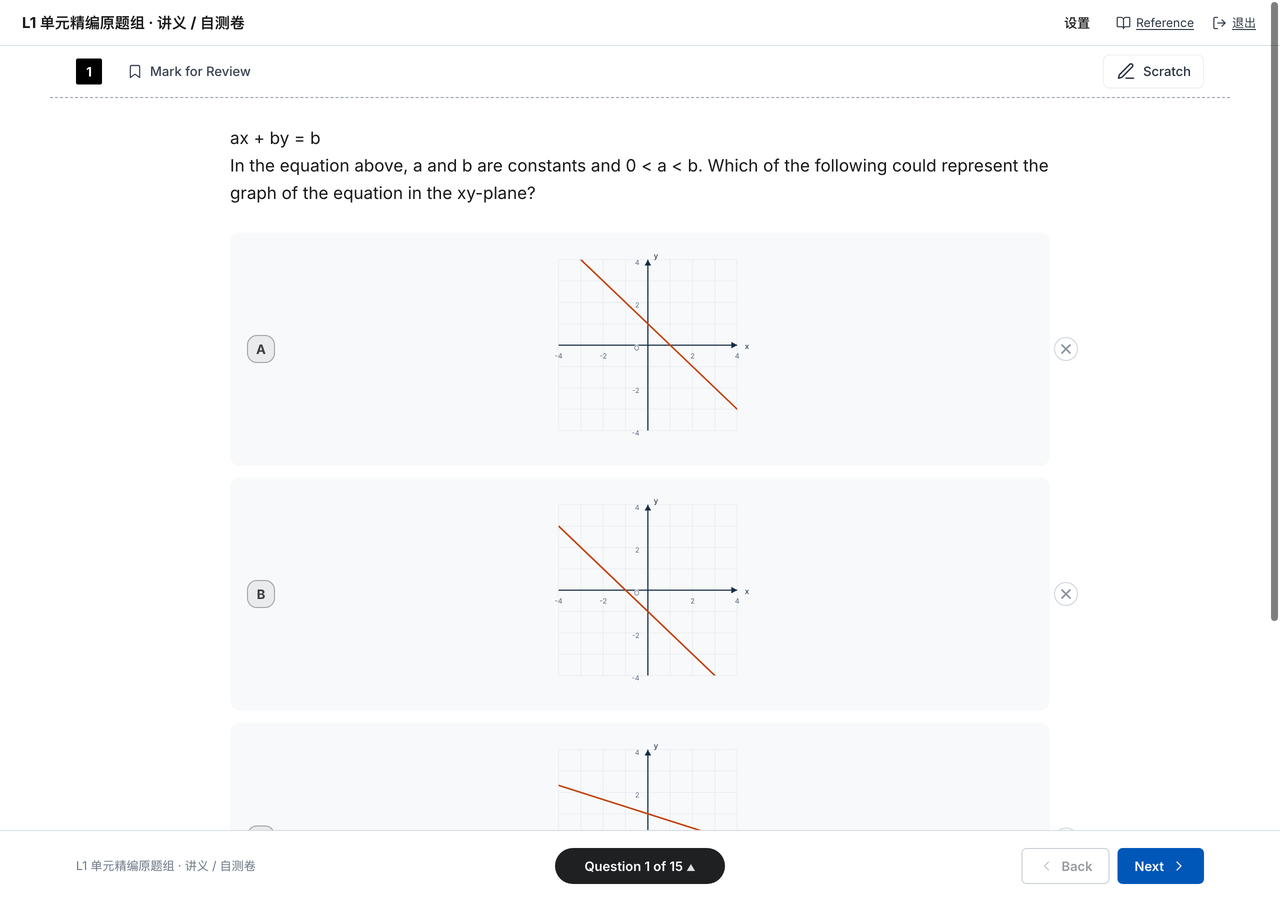 L1 单元精编原题组 · 讲义 / 自测卷
设置 Reference 退出
1 Mark for Review Scratch
ax + by = b
In the equation above, a and b are constants and 0 < a < b. Which of the following could represent the
graph of the equation in the xy-plane?
A
y
4
2
O
x
-4 -2 2 4
-2
-4
B
y
4
2
O
x
-4 -2 2 4
-2
-4
y
4
2
L1 单元精编原题组 · 讲义 / 自测卷
Question 1 of 15 ▲
Back Next